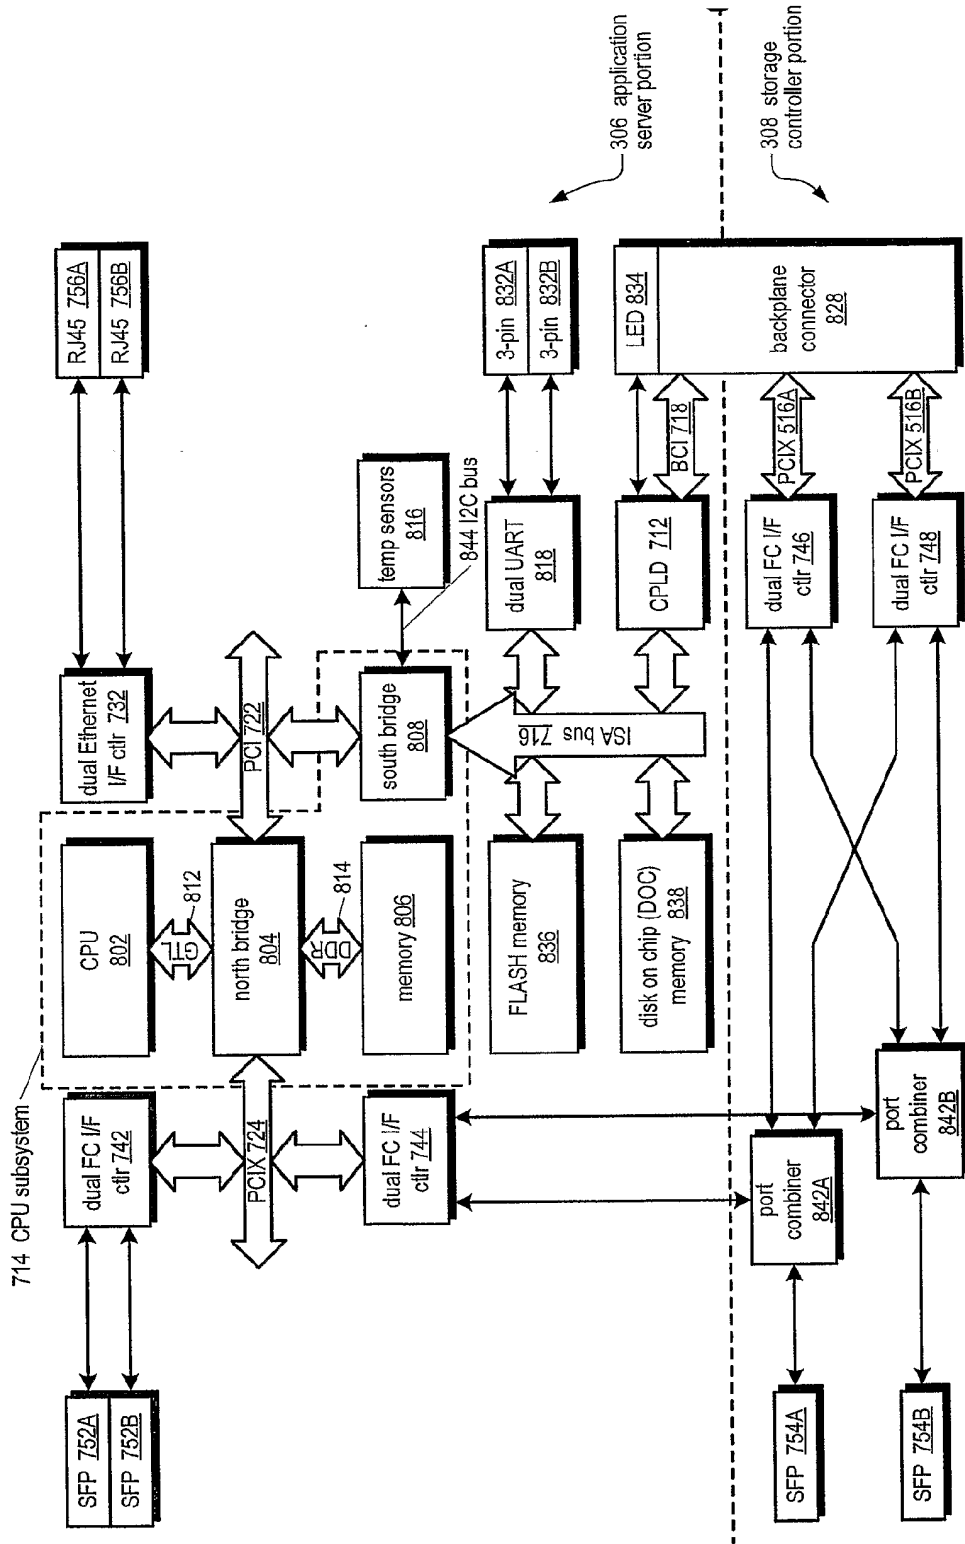 714 CPU subsystem
SFP 752A
SFP 752B
dual FC I/F
ctlr 742
CPU
802
dual Ethernet
I/F ctlr 732
RJ45 756A
RJ45 756B
GTL
812
PCIX 724
north bridge
804
PCI 722
DDR
814
dual FC I/F
ctlr 744
memory 806
south bridge
808
temp sensors
816
844 I2C bus
FLASH memory
836
ISA bus 716
dual UART
818
3-pin 832A
3-pin 832B
306 application
server portion
disk on chip (DOC)
memory 838
CPLD 712
BCI 718
LED 834
backplane
connector
828
308 storage
controller portion
SFP 754A
port
combiner
842A
dual FC I/F
ctlr 746
PCIX 516A
SFP 754B
port
combiner
842B
dual FC I/F
ctlr 748
PCIX 516B